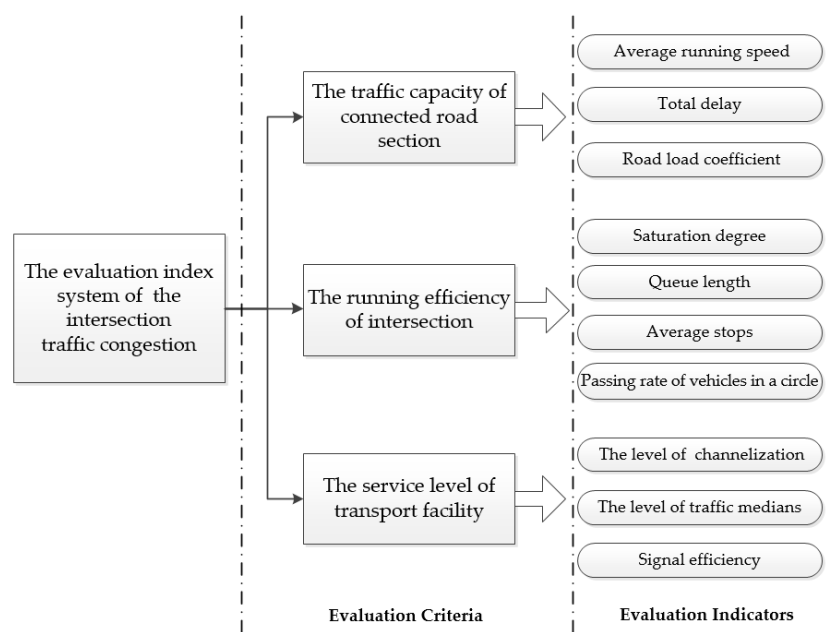 The evaluation index
system of the
intersection
traffic congestion
The traffic capacity of
connected road
section
Average running speed
Total delay
Road load coefficient
The running efficiency
of intersection
Saturation degree
Queue length
Average stops
Passing rate of vehicles in a circle
The service level of
transport facility
The level of channelization
The level of traffic medians
Signal efficiency
Evaluation Criteria
Evaluation Indicators